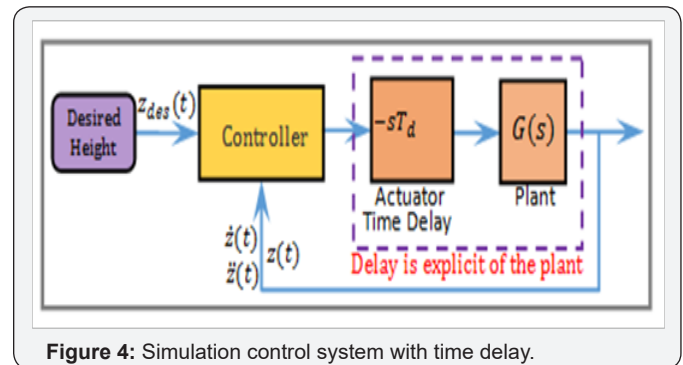 Desired
Height
z_des(t)
Controller
-sT_d
G(s)
Actuator
Time Delay
Plant
ż(t)
z̈(t)
z(t)
Delay is explicit of the plant
Figure 4: Simulation control system with time delay.